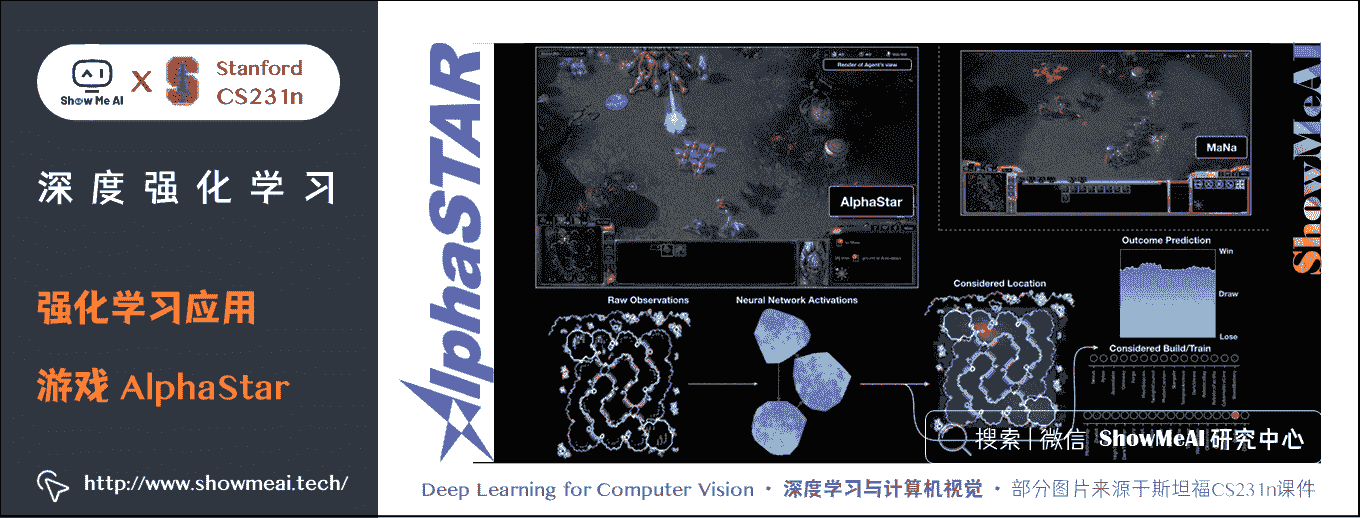 Show Me AI
X
Stanford
CS231n
深度强化学习
强化学习应用
游戏 AlphaStar
http://www.showmeai.tech/
AlphaSTAR
Render of Agent's view
AlphaStar
MaNa
ShowMeAI
Outcome Prediction
Win
Draw
Lose
Raw Observations
Neural Network Activations
Considered Location
Considered Build/Train
搜索 | 微信 ShowMeAI 研究中心
Deep Learning for Computer Vision · 深度学习与计算机视觉 · 部分图片来源于斯坦福CS231n课件